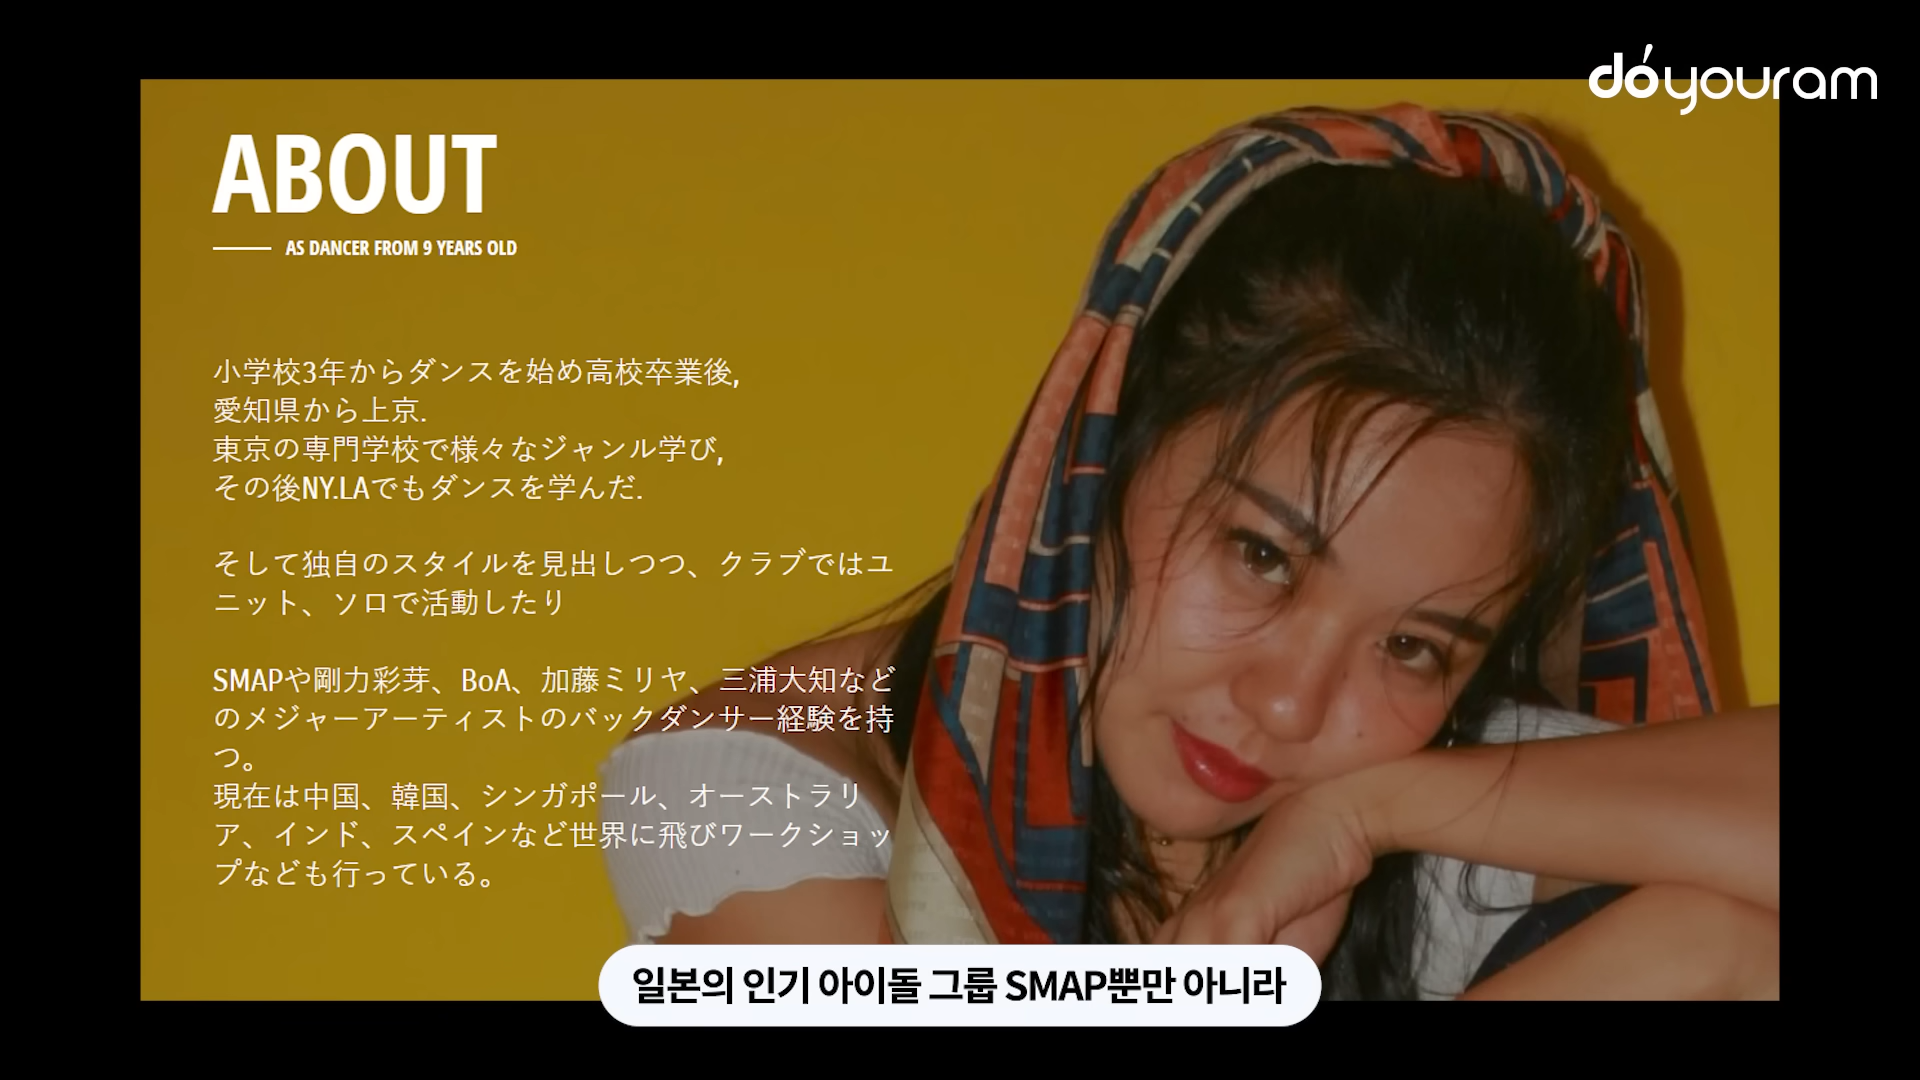 dóyouram
ABOUT
AS DANCER FROM 9 YEARS OLD
小学校3年からダンスを始め高校卒業後,
愛知県から上京.
東京の専門学校で様々なジャンル学び,
その後NY.LAでもダンスを学んだ.
そして独自のスタイルを見出しつつ、クラブではユ
ニット、ソロで活動したり
SMAPや剛力彩芽、BoA、加藤ミリヤ、三浦大知など
のメジャーアーティストのバックダンサー経験を持
つ。
現在は中国、韓国、シンガポール、オーストラリ
ア、インド、スペインなど世界に飛びワークショッ
プなども行っている。
일본의 인기 아이돌 그룹 SMAP뿐만 아니라